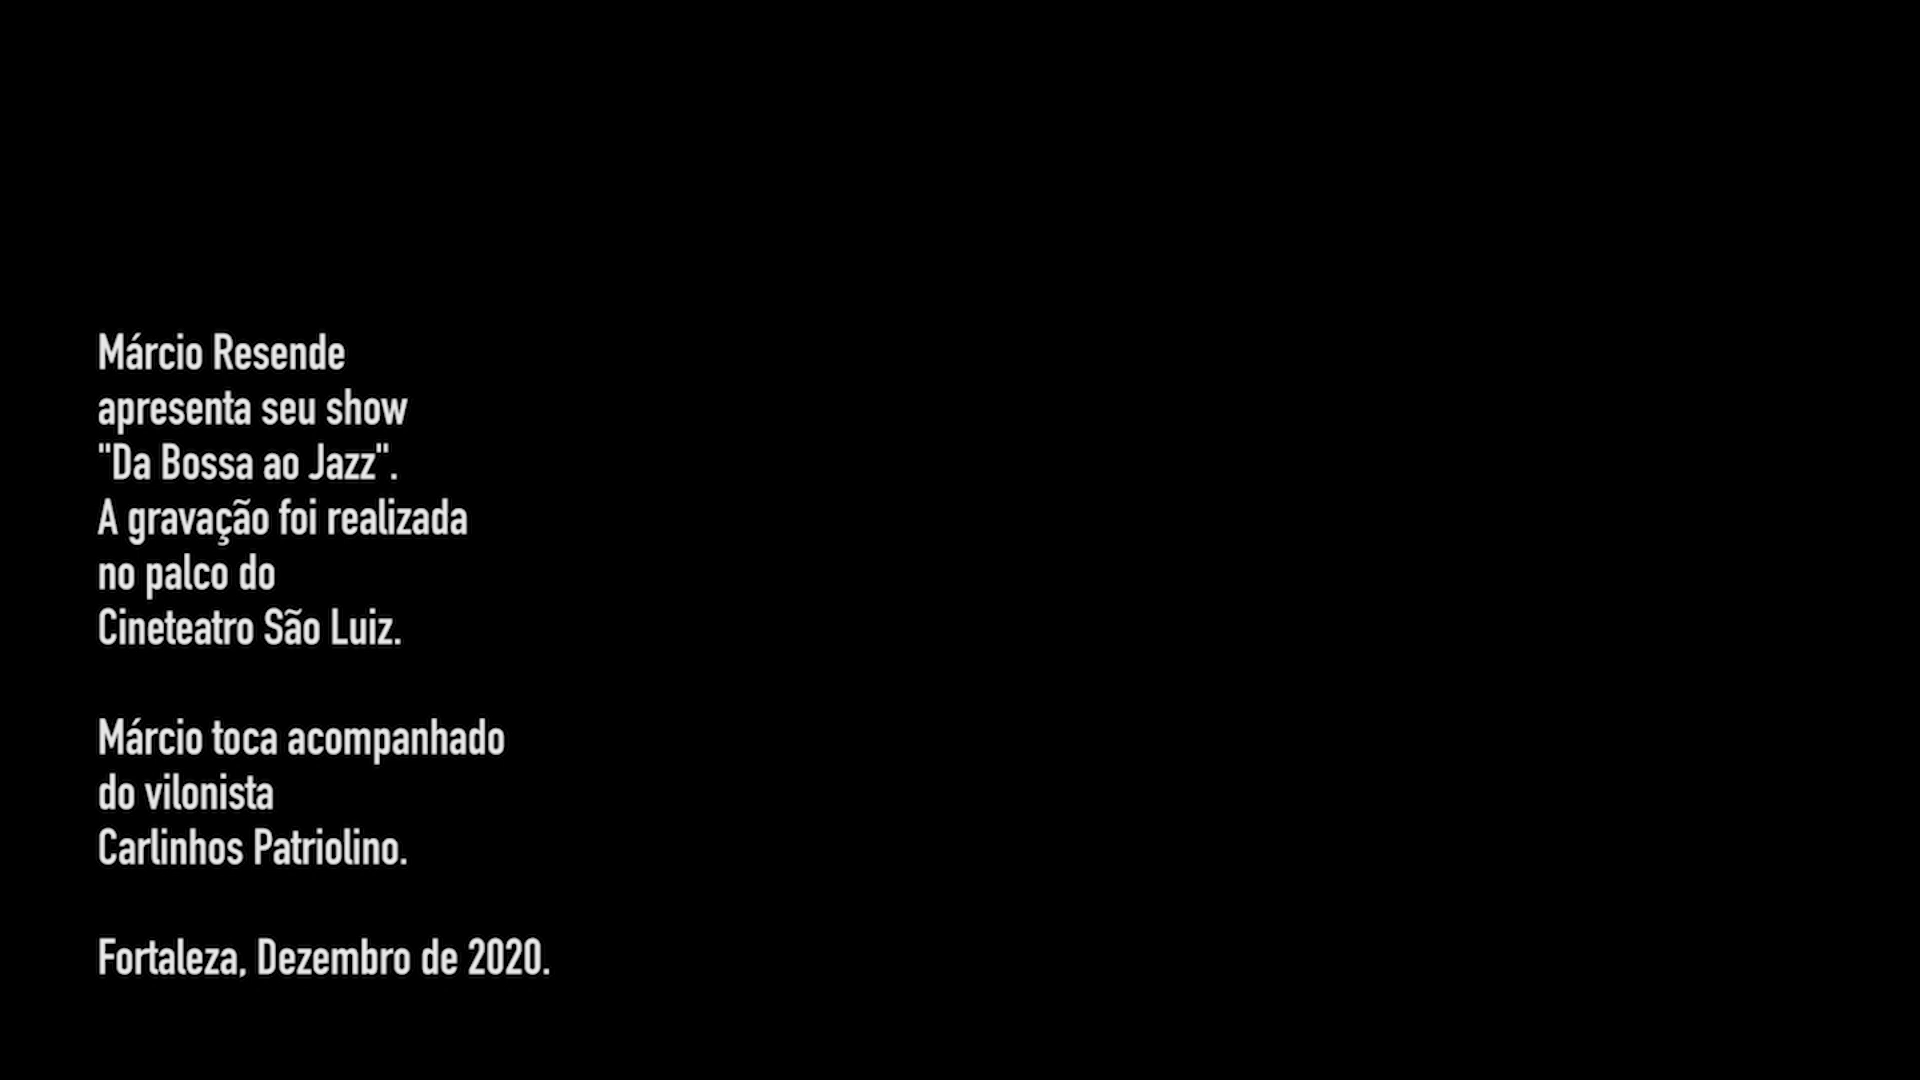 Márcio Resende
apresenta seu show
"Da Bossa ao Jazz".
A gravação foi realizada
no palco do
Cineteatro São Luiz.
Márcio toca acompanhado
do vilonista
Carlinhos Patriolino.
Fortaleza, Dezembro de 2020.